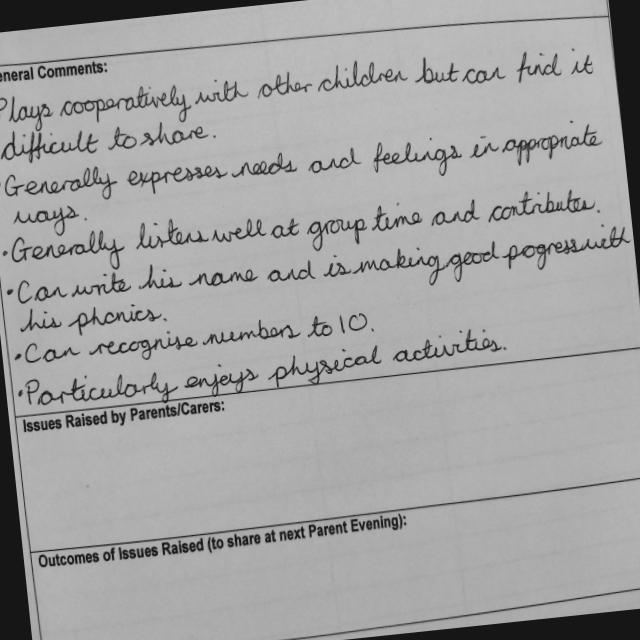 General Comments:
Plays cooperatively with other children but can find it
difficult to share.
Generally expresses needs and feelings in appropriate
ways.
• Generally listens well at group time and contributes.
• Can write his name and is making good progress with
his phonics.
• Can recognise numbers to 10.
• Particularly enjoys physical activities.
Issues Raised by Parents/Carers:
Outcomes of Issues Raised (to share at next Parent Evening):